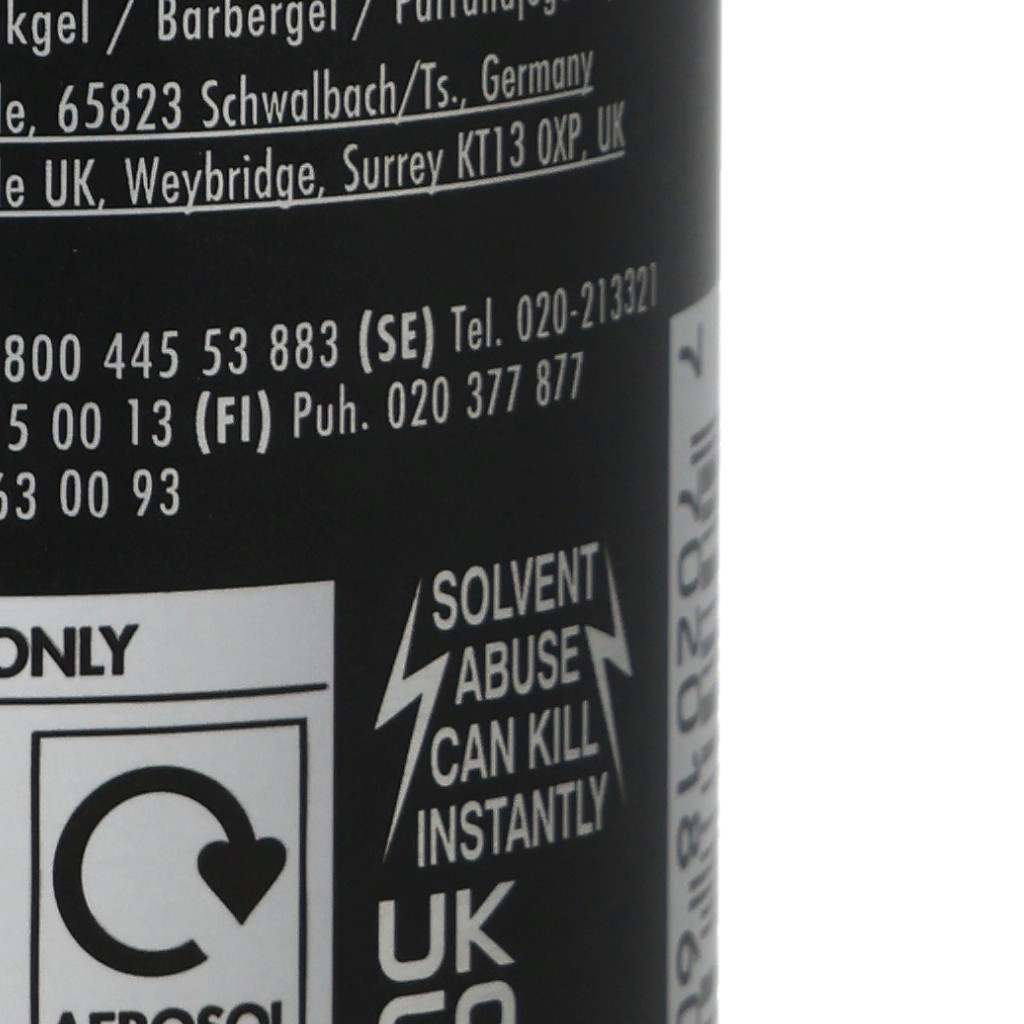 kgel / Barbergel /
65823 Schwalbach/Ts., Germany
UK, Weybridge, Surrey KT13 0XP, UK
800 445 53 883 (SE) Tel. 020-213321
5 00 13 (FI) Puh. 020 377 877
63 00 93
SOLVENT
ABUSE
CAN KILL
INSTANTLY
ONLY
AEROSOL
UK